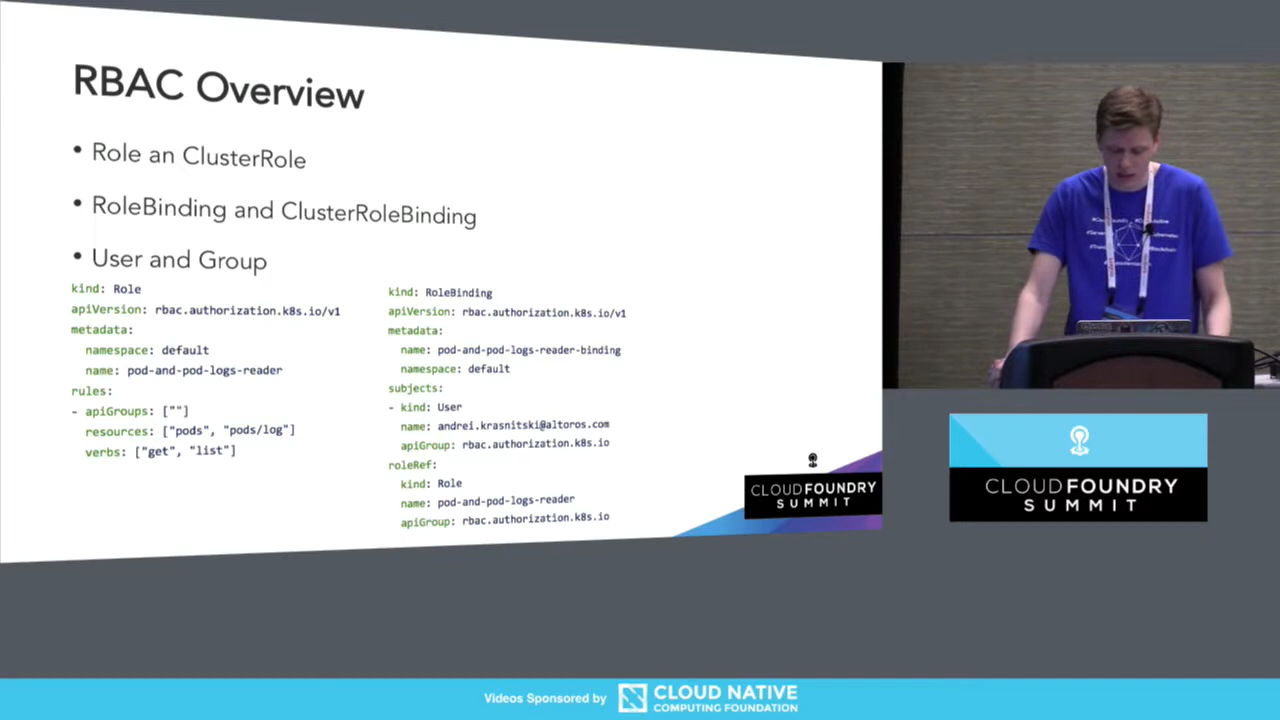 RBAC Overview
• Role an ClusterRole
• RoleBinding and ClusterRoleBinding
• User and Group
kind: Role
apiVersion: rbac.authorization.k8s.io/v1
metadata:
namespace: default
name: pod-and-pod-logs-reader
rules:
- apiGroups: [""]
resources: ["pods", "pods/log"]
verbs: ["get", "list"]
kind: RoleBinding
apiVersion: rbac.authorization.k8s.io/v1
metadata:
name: pod-and-pod-logs-reader-binding
namespace: default
subjects:
- kind: User
name: andrei.krasnitski@altoros.com
apiGroup: rbac.authorization.k8s.io
roleRef:
kind: Role
name: pod-and-pod-logs-reader
apiGroup: rbac.authorization.k8s.io
CLOUD FOUNDRY
SUMMIT
CLOUD FOUNDRY
SUMMIT
Videos Sponsored by
CLOUD NATIVE
COMPUTING FOUNDATION